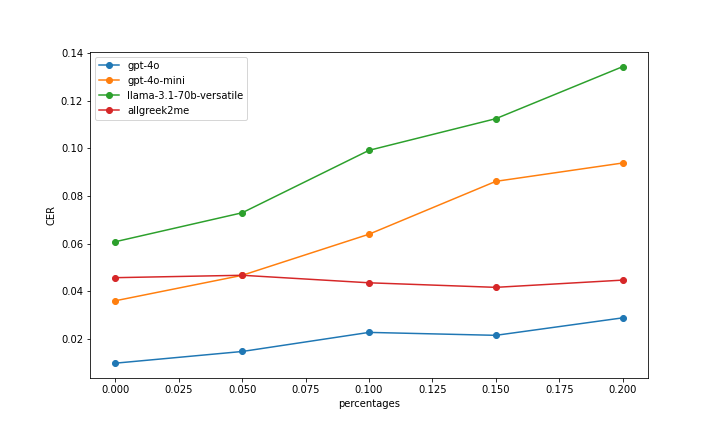 gpt-4o
gpt-4o-mini
llama-3.1-70b-versatile
allgreek2me
0.14
0.12
0.10
0.08
0.06
0.04
0.02
CER
0.000 0.025 0.050 0.075 0.100 0.125 0.150 0.175 0.200
percentages